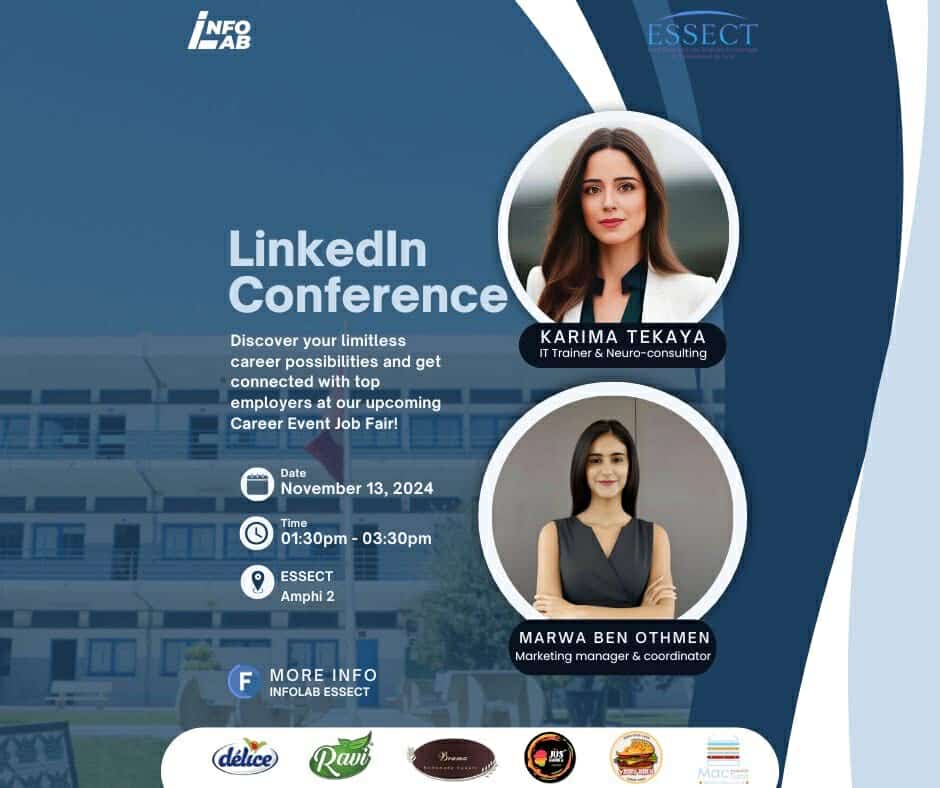 INFO
LAB
ESSECT
LinkedIn
Conference
Discover your limitless
career possibilities and get
connected with top
employers at our upcoming
Career Event Job Fair!
Date
November 13, 2024
Time
01:30pm - 03:30pm
ESSECT
Amphi 2
KARIMA TEKAYA
IT Trainer & Neuro-consulting
MARWA BEN OTHMEN
Marketing manager & coordinator
F
MORE INFO
INFOLAB ESSECT
délice
Ravi
JUS